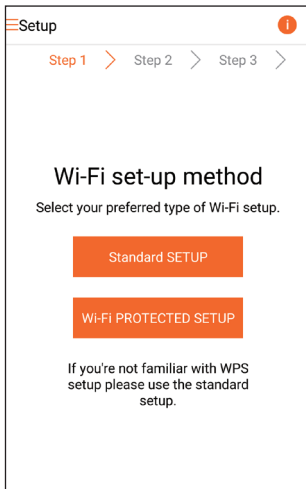 Setup
i
Step 1 Step 2 Step 3
Wi-Fi set-up method
Select your preferred type of Wi-Fi setup.
Standard SETUP
Wi-Fi PROTECTED SETUP
If you're not familiar with WPS
setup please use the standard
setup.